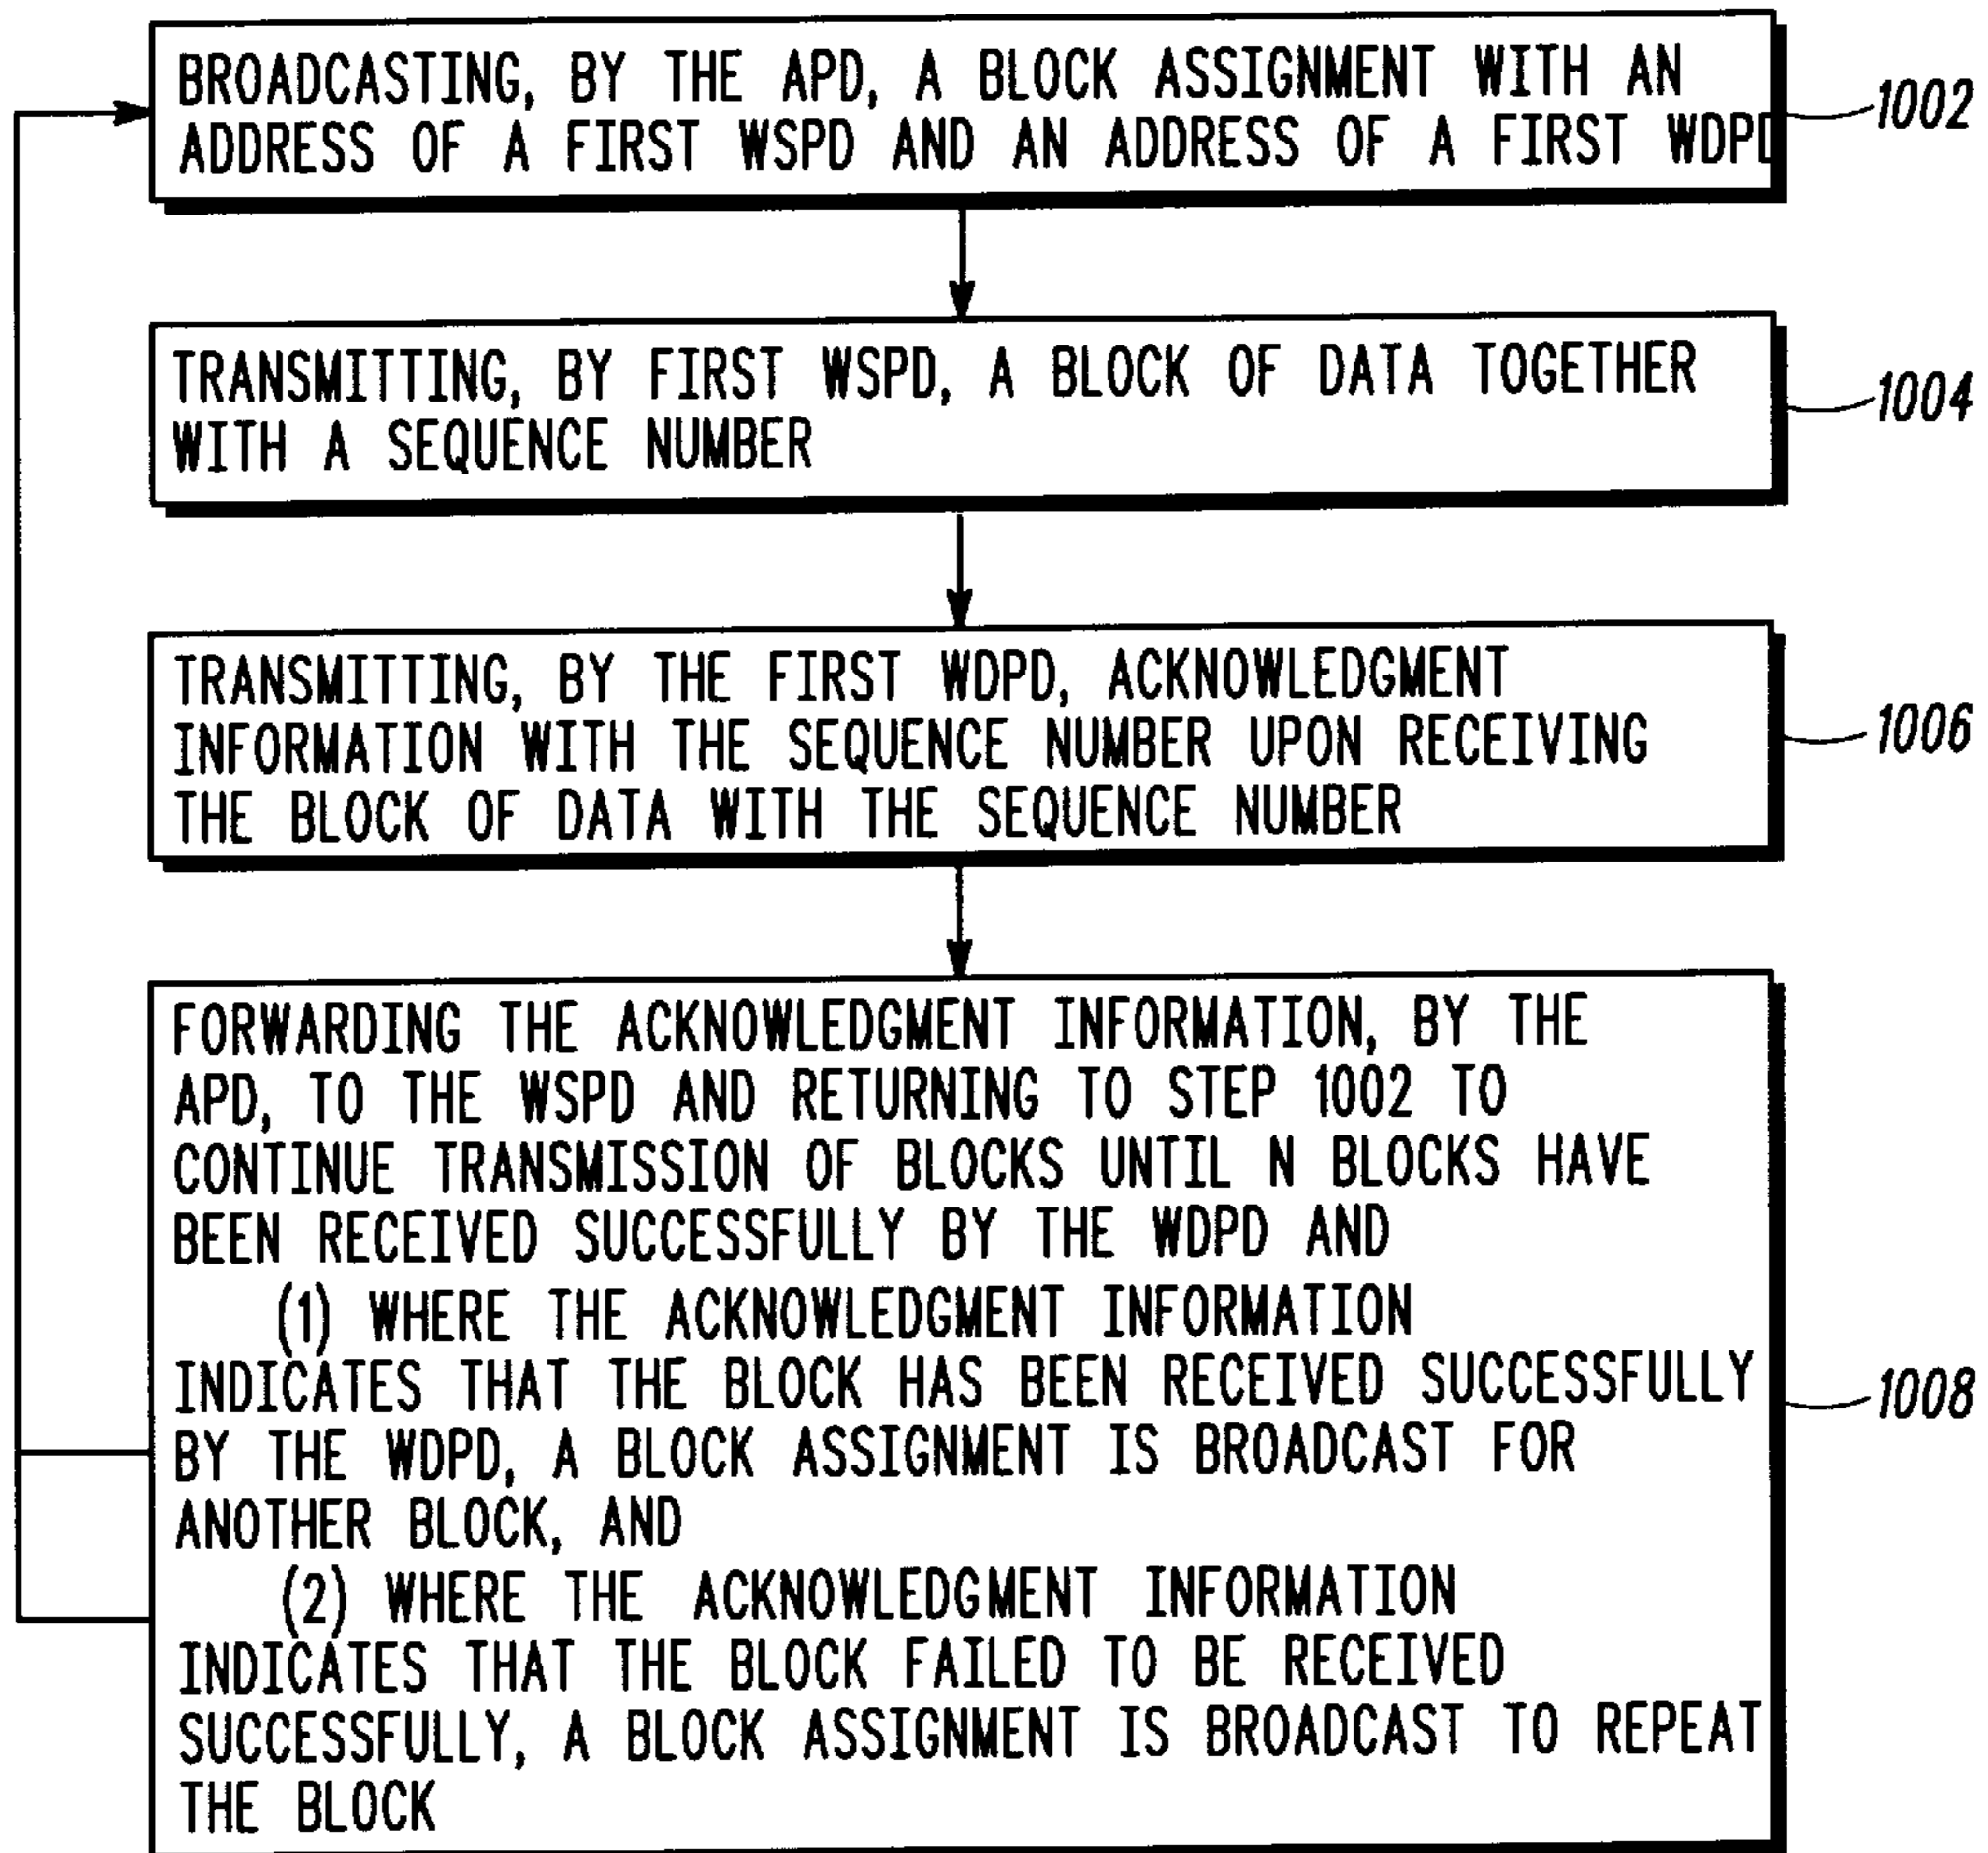 BROADCASTING, BY THE APD, A BLOCK ASSIGNMENT WITH AN
ADDRESS OF A FIRST WSPD AND AN ADDRESS OF A FIRST WDPD
1002
TRANSMITTING, BY FIRST WSPD, A BLOCK OF DATA TOGETHER
WITH A SEQUENCE NUMBER
1004
TRANSMITTING, BY THE FIRST WDPD, ACKNOWLEDGMENT
INFORMATION WITH THE SEQUENCE NUMBER UPON RECEIVING
THE BLOCK OF DATA WITH THE SEQUENCE NUMBER
1006
FORWARDING THE ACKNOWLEDGMENT INFORMATION, BY THE
APD, TO THE WSPD AND RETURNING TO STEP 1002 TO
CONTINUE TRANSMISSION OF BLOCKS UNTIL N BLOCKS HAVE
BEEN RECEIVED SUCCESSFULLY BY THE WDPD AND
(1) WHERE THE ACKNOWLEDGMENT INFORMATION
INDICATES THAT THE BLOCK HAS BEEN RECEIVED SUCCESSFULLY
BY THE WDPD, A BLOCK ASSIGNMENT IS BROADCAST FOR
ANOTHER BLOCK, AND
(2) WHERE THE ACKNOWLEDGMENT INFORMATION
INDICATES THAT THE BLOCK FAILED TO BE RECEIVED
SUCCESSFULLY, A BLOCK ASSIGNMENT IS BROADCAST TO REPEAT
THE BLOCK
1008